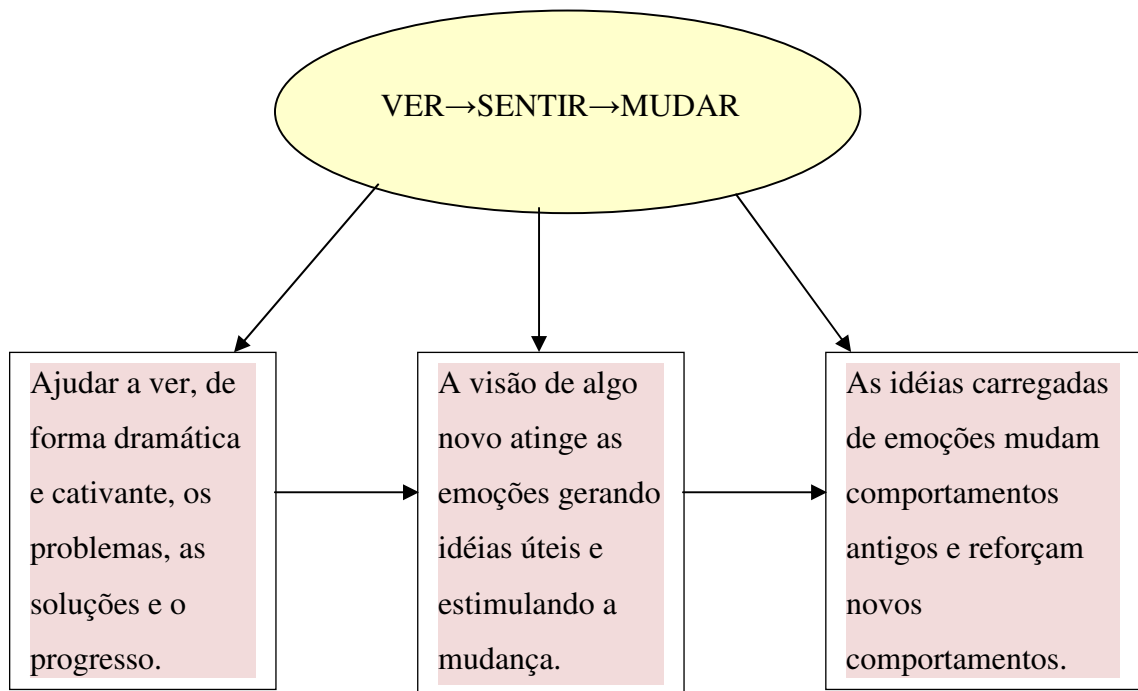 VER→SENTIR→MUDAR
Ajudar a ver, de
forma dramática
e cativante, os
problemas, as
soluções e o
progresso.
A visão de algo
novo atinge as
emoções gerando
idéias úteis e
estimulando a
mudança.
As idéias carregadas
de emoções mudam
comportamentos
antigos e reforçam
novos
comportamentos.